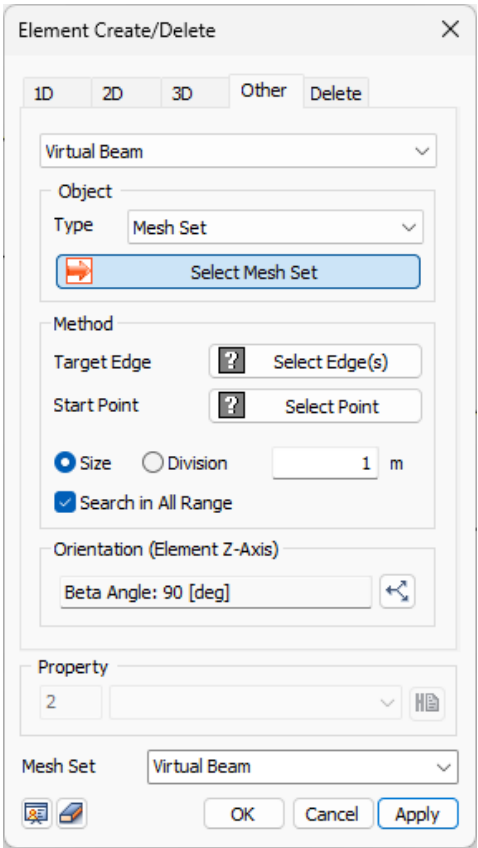 Element Create/Delete
1D 2D 3D Other Delete
Virtual Beam
Object
Type Mesh Set
Select Mesh Set
Method
Target Edge ? Select Edge(s)
Start Point ? Select Point
Size Division 1 m
Search in All Range
Orientation (Element Z-Axis)
Beta Angle: 90 [deg]
Property
2
Mesh Set Virtual Beam
OK Cancel Apply